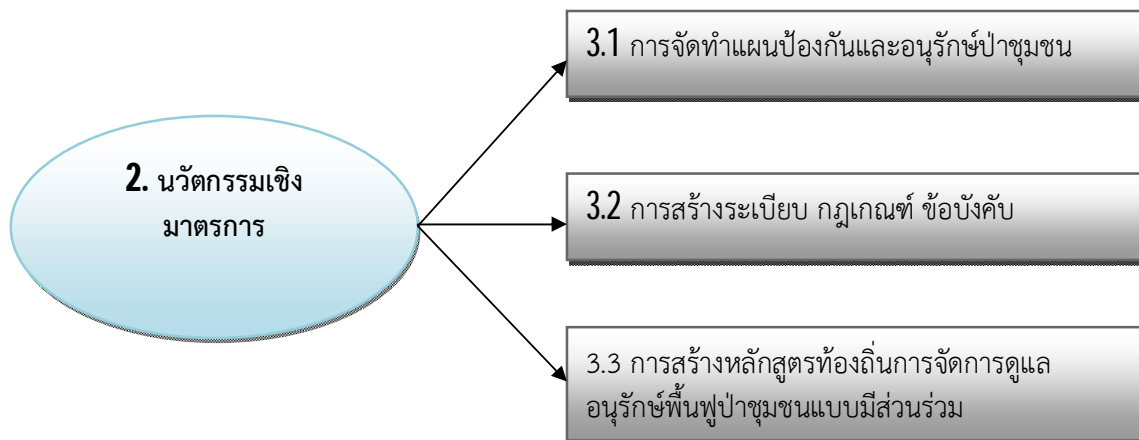 2. นวัตกรรมเชิง
มาตรการ
3.1 การจัดทำแผนป้องกันและอนุรักษ์ป่าชุมชน
3.2 การสร้างระเบียบ กฎเกณฑ์ ข้อบังคับ
3.3 การสร้างหลักสูตรท้องถิ่นการจัดการดูแล
อนุรักษ์พื้นฟูป่าชุมชนแบบมีส่วนร่วม